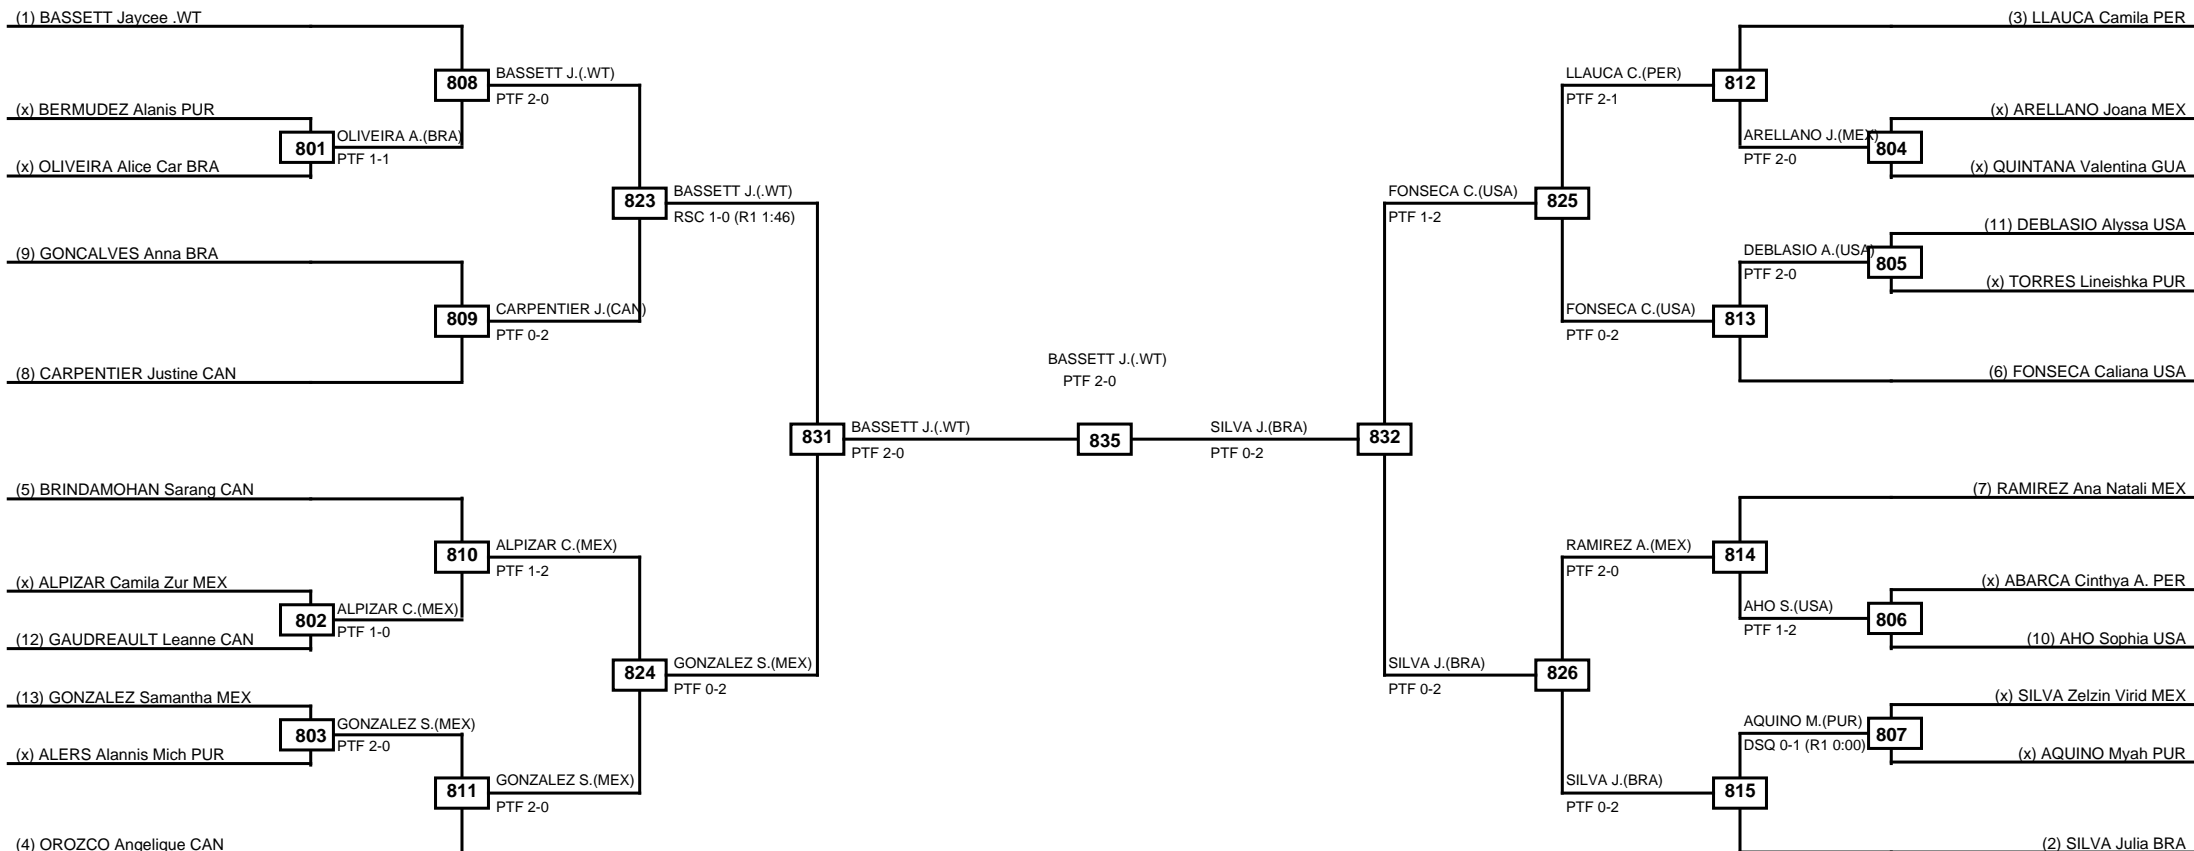 (1) BASSETT Jaycee .WT
808
BASSETT J.(.WT)
PTF 2-0
(x) BERMUDEZ Alanis PUR
801
OLIVEIRA A.(BRA)
PTF 1-1
(x) OLIVEIRA Alice Car BRA
823
BASSETT J.(.WT)
RSC 1-0 (R1 1:46)
(9) GONCALVES Anna BRA
809
CARPENTIER J.(CAN)
PTF 0-2
(8) CARPENTIER Justine CAN
831
BASSETT J.(.WT)
PTF 2-0
(5) BRINDAMOHAN Sarang CAN
810
ALPIZAR C.(MEX)
PTF 1-2
(x) ALPIZAR Camila Zur MEX
802
ALPIZAR C.(MEX)
PTF 1-0
(12) GAUDREAULT Leanne CAN
824
GONZALEZ S.(MEX)
PTF 0-2
(13) GONZALEZ Samantha MEX
803
GONZALEZ S.(MEX)
PTF 2-0
(x) ALERS Alannis Mich PUR
811
GONZALEZ S.(MEX)
PTF 2-0
(4) OROZCO Angelique CAN
BASSETT J.(.WT)
PTF 2-0
835
(3) LLAUCA Camila PER
LLAUCA C.(PER)
PTF 2-1
812
(x) ARELLANO Joana MEX
ARELLANO J.(MEX)
PTF 2-0
804
(x) QUINTANA Valentina GUA
FONSECA C.(USA)
PTF 1-2
825
(11) DEBLASIO Alyssa USA
DEBLASIO A.(USA)
PTF 2-0
805
(x) TORRES Lineishka PUR
FONSECA C.(USA)
PTF 0-2
813
(6) FONSECA Caliana USA
SILVA J.(BRA)
PTF 0-2
832
(7) RAMIREZ Ana Natali MEX
RAMIREZ A.(MEX)
PTF 2-0
814
(x) ABARCA Cinthya A. PER
AHO S.(USA)
PTF 1-2
806
(10) AHO Sophia USA
SILVA J.(BRA)
PTF 0-2
826
(x) SILVA Zelzin Virid MEX
AQUINO M.(PUR)
DSQ 0-1 (R1 0:00)
807
(x) AQUINO Myah PUR
SILVA J.(BRA)
PTF 0-2
815
(2) SILVA Julia BRA